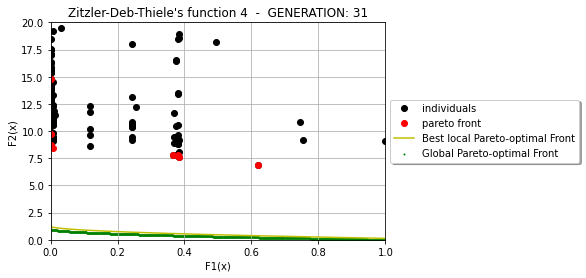 Zitzler-Deb-Thiele's function 4 - GENERATION: 31
20.0
17.5
15.0
12.5
10.0
7.5
5.0
2.5
0.0
F2(x)
0.0 0.2 0.4 0.6 0.8 1.0
F1(x)
individuals
pareto front
Best local Pareto-optimal Front
Global Pareto-optimal Front